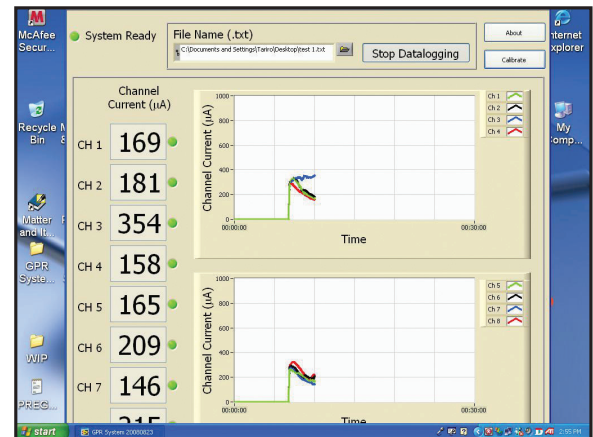 McAfee
Secur...
Recycle
Bin
Matter
and It...
GPR
Syste...
WIP
PREG...
System Ready
File Name (.txt)
C:\Documents and Settings\Tariro\Desktop\test 1.txt
Stop Datalogging
About
Calibrate
Internet
Explorer
My
Comp...
Channel
Current (µA)
CH 1 169
CH 2 181
CH 3 354
CH 4 158
CH 5 165
CH 6 209
CH 7 146
215
Channel Current (µA)
1000
800
600
400
200
0
00:00:00
00:30:00
Time
Ch 1
Ch 2
Ch 3
Ch 4
Channel Current (µA)
1000
800
600
400
200
0
00:00:00
00:30:00
Time
Ch 5
Ch 6
Ch 7
Ch 8
start
GPR System 20080823
2:55 PM